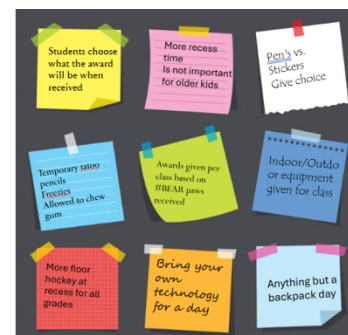 Students choose
what the award
will be when
received
More recess
time
Is not important
for older kids
Pen's vs.
Stickers
Give choice
Temporary tatoo
pencils
Freezies
Allowed to chew
gum
Awards given per
class based on
#BEAR paws
received
Indoor/Outdo
or equipment
given for class
More floor
hockey at
recess for all
grades
Bring your
own
technology
for a day
Anything but a
backpack day